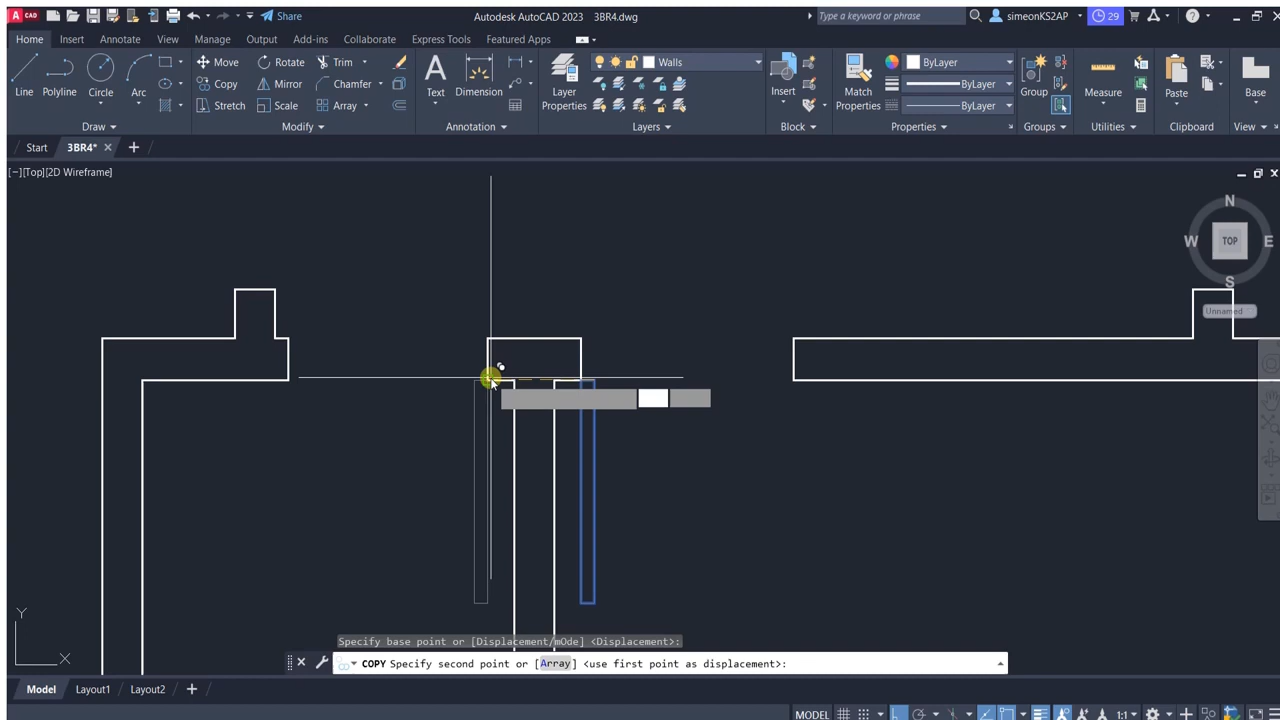 CAD Share Autodesk AutoCAD 2023 3BR4.dwg Type a keyword or phrase simeonKS2AP 29
Home Insert Annotate View Manage Output Add-ins Collaborate Express Tools Featured Apps
Line Polyline Circle Arc Move Rotate Trim Text Dimension Layer Properties Walls Insert Match Properties ByLayer Group Measure Paste Base
Copy Mirror Chamfer ByLayer
Stretch Scale Array ByLayer
Draw Modify Annotation Layers Block Properties Groups Utilities Clipboard View
Start 3BR4*
[−][Top][2D Wireframe]
N
W TOP E
S
Unnamed
Y
X
Specify base point or [Displacement/mOde] <Displacement>:
COPY Specify second point or [Array] <use first point as displacement>:
Model Layout1 Layout2
MODEL 1:1